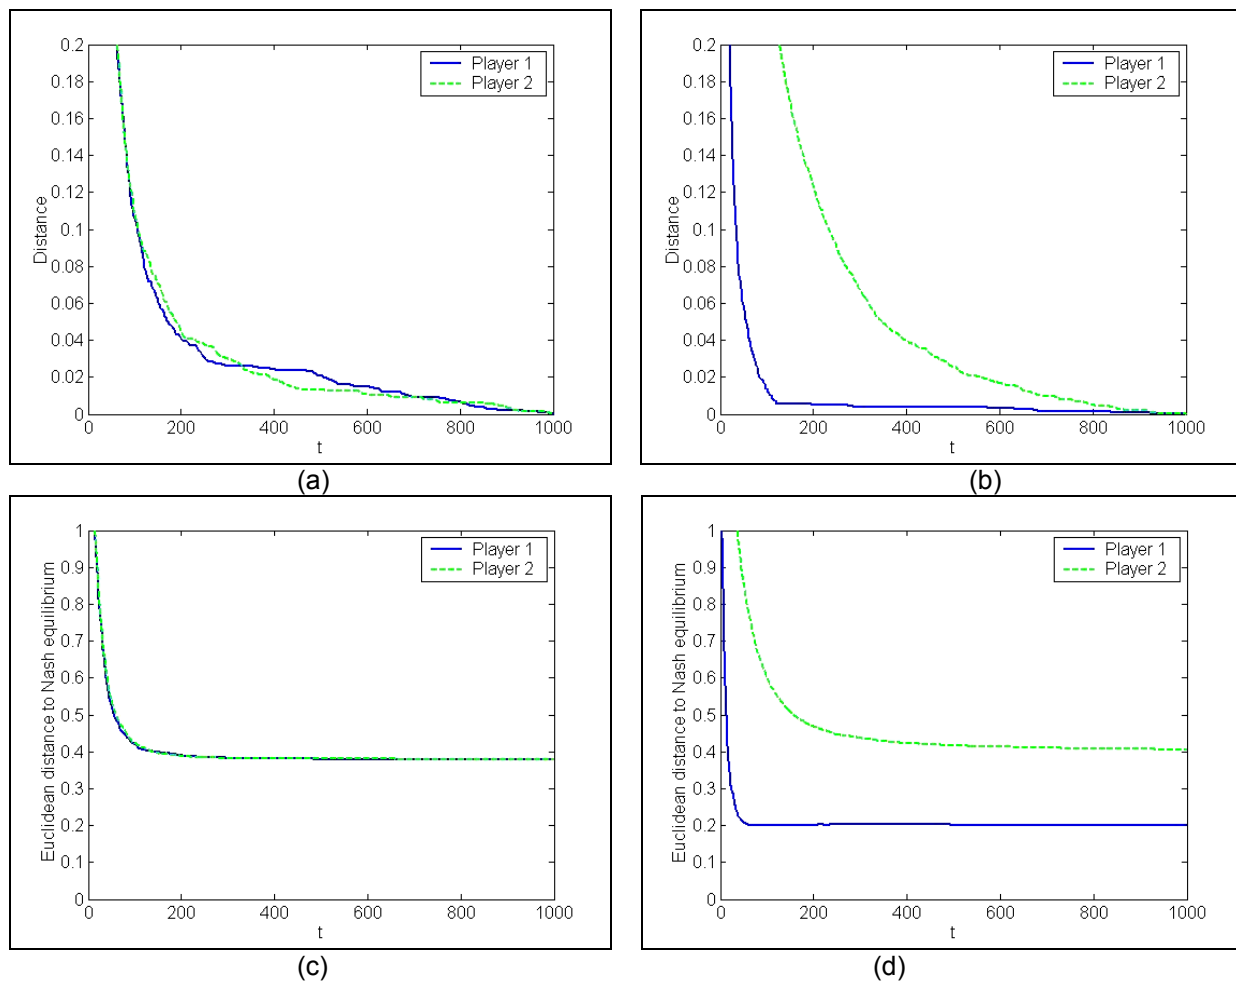 0.2
0.18
0.16
0.14
0.12
0.1
0.08
0.06
0.04
0.02
0
Distance
0 200 400 600 800 1000
t
Player 1
Player 2
(a)
0.2
0.18
0.16
0.14
0.12
0.1
0.08
0.06
0.04
0.02
0
Distance
0 200 400 600 800 1000
t
Player 1
Player 2
(b)
1
0.9
0.8
0.7
0.6
0.5
0.4
0.3
0.2
0.1
0
Euclidean distance to Nash equilibrium
0 200 400 600 800 1000
t
Player 1
Player 2
(c)
1
0.9
0.8
0.7
0.6
0.5
0.4
0.3
0.2
0.1
0
Euclidean distance to Nash equilibrium
0 200 400 600 800 1000
t
Player 1
Player 2
(d)